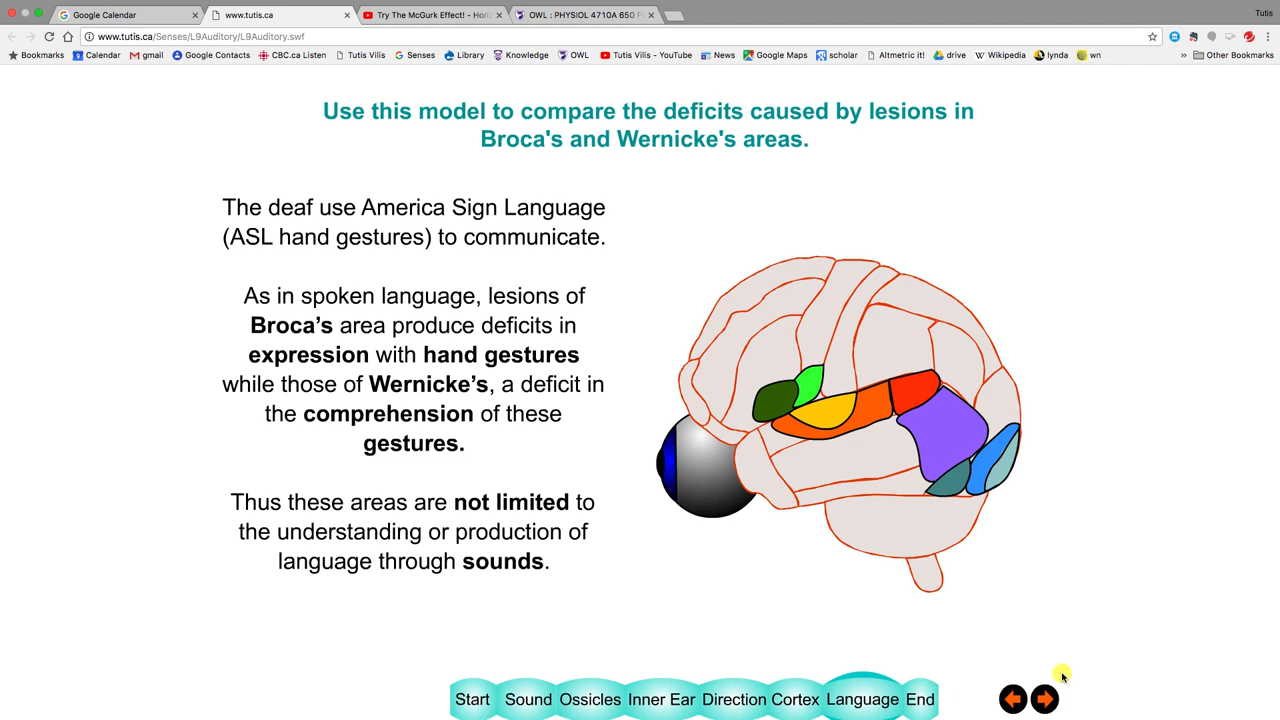 Google Calendar
www.tutis.ca
Try The McGurk Effect! - Hori
OWL : PHYSIOL 4710A 650 F
Tutis
www.tutis.ca/Senses/L9Auditory/L9Auditory.swf
Bookmarks Calendar gmail Google Contacts CBC.ca Listen Tutis Vilis Senses Library Knowledge OWL Tutis Vilis - YouTube News Google Maps scholar Altmetric it! drive Wikipedia lynda wn » Other Bookmarks
Use this model to compare the deficits caused by lesions in
Broca's and Wernicke's areas.
The deaf use America Sign Language
(ASL hand gestures) to communicate.
As in spoken language, lesions of
Broca's area produce deficits in
expression with hand gestures
while those of Wernicke's, a deficit in
the comprehension of these
gestures.
Thus these areas are not limited to
the understanding or production of
language through sounds.
Start Sound Ossicles Inner Ear Direction Cortex Language End